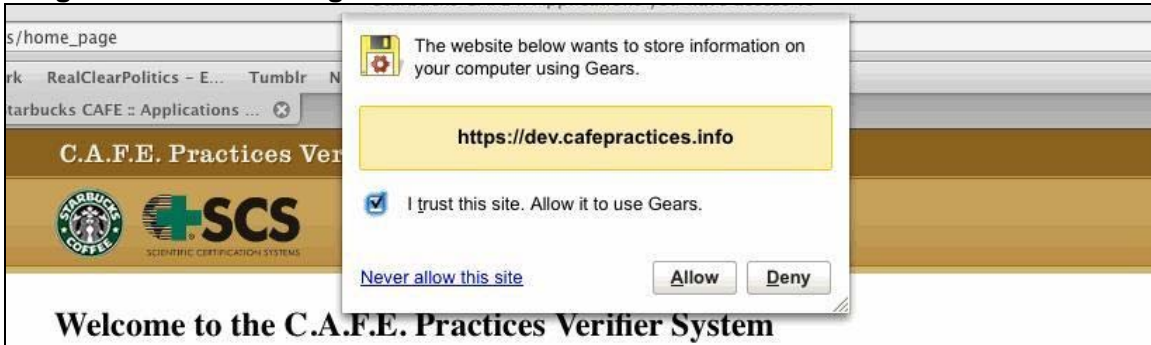 s/home_page
The website below wants to store information on
your computer using Gears.
rk RealClearPolitics – E... Tumblr N
tarbucks CAFE :: Applications ...
https://dev.cafepractices.info
C.A.F.E. Practices Ver
I trust this site. Allow it to use Gears.
STARBUCKS
COFFEE
SCS
SCIENTIFIC CERTIFICATION SYSTEMS
Never allow this site Allow Deny
Welcome to the C.A.F.E. Practices Verifier System